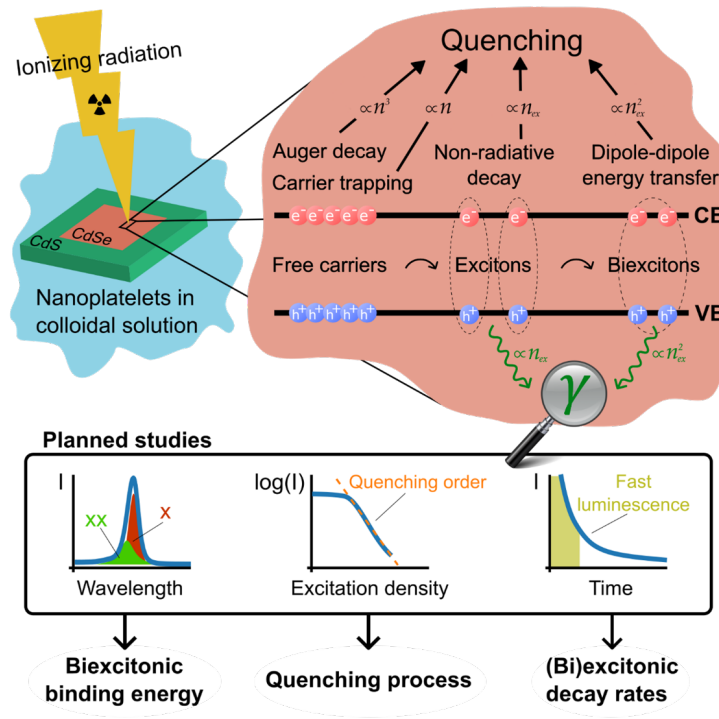 Ionizing radiation
Quenching
∝n³
∝n
∝n_ex
∝n_ex²
Auger decay
Carrier trapping
Non-radiative
decay
Dipole-dipole
energy transfer
e⁻ e⁻ e⁻ e⁻ e⁻
e⁻
e⁻
e⁻ e⁻
CB
CdS
CdSe
Free carriers
Excitons
Biexcitons
Nanoplatelets in
colloidal solution
h⁺ h⁺ h⁺ h⁺ h⁺
h⁺
h⁺
h⁺ h⁺
VB
∝n_ex
∝n_ex²
γ
Planned studies
I
XX
X
Wavelength
log(I)
Quenching order
Excitation density
I
Fast
luminescence
Time
Biexcitonic
binding energy
Quenching process
(Bi)excitonic
decay rates